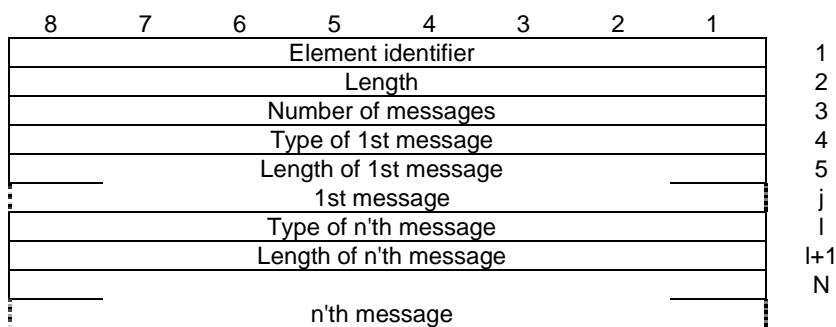 8 7 6 5 4 3 2 1
Element identifier 1
Length 2
Number of messages 3
Type of 1st message 4
Length of 1st message 5
1st message j
Type of n'th message l
Length of n'th message l+1
N
n'th message